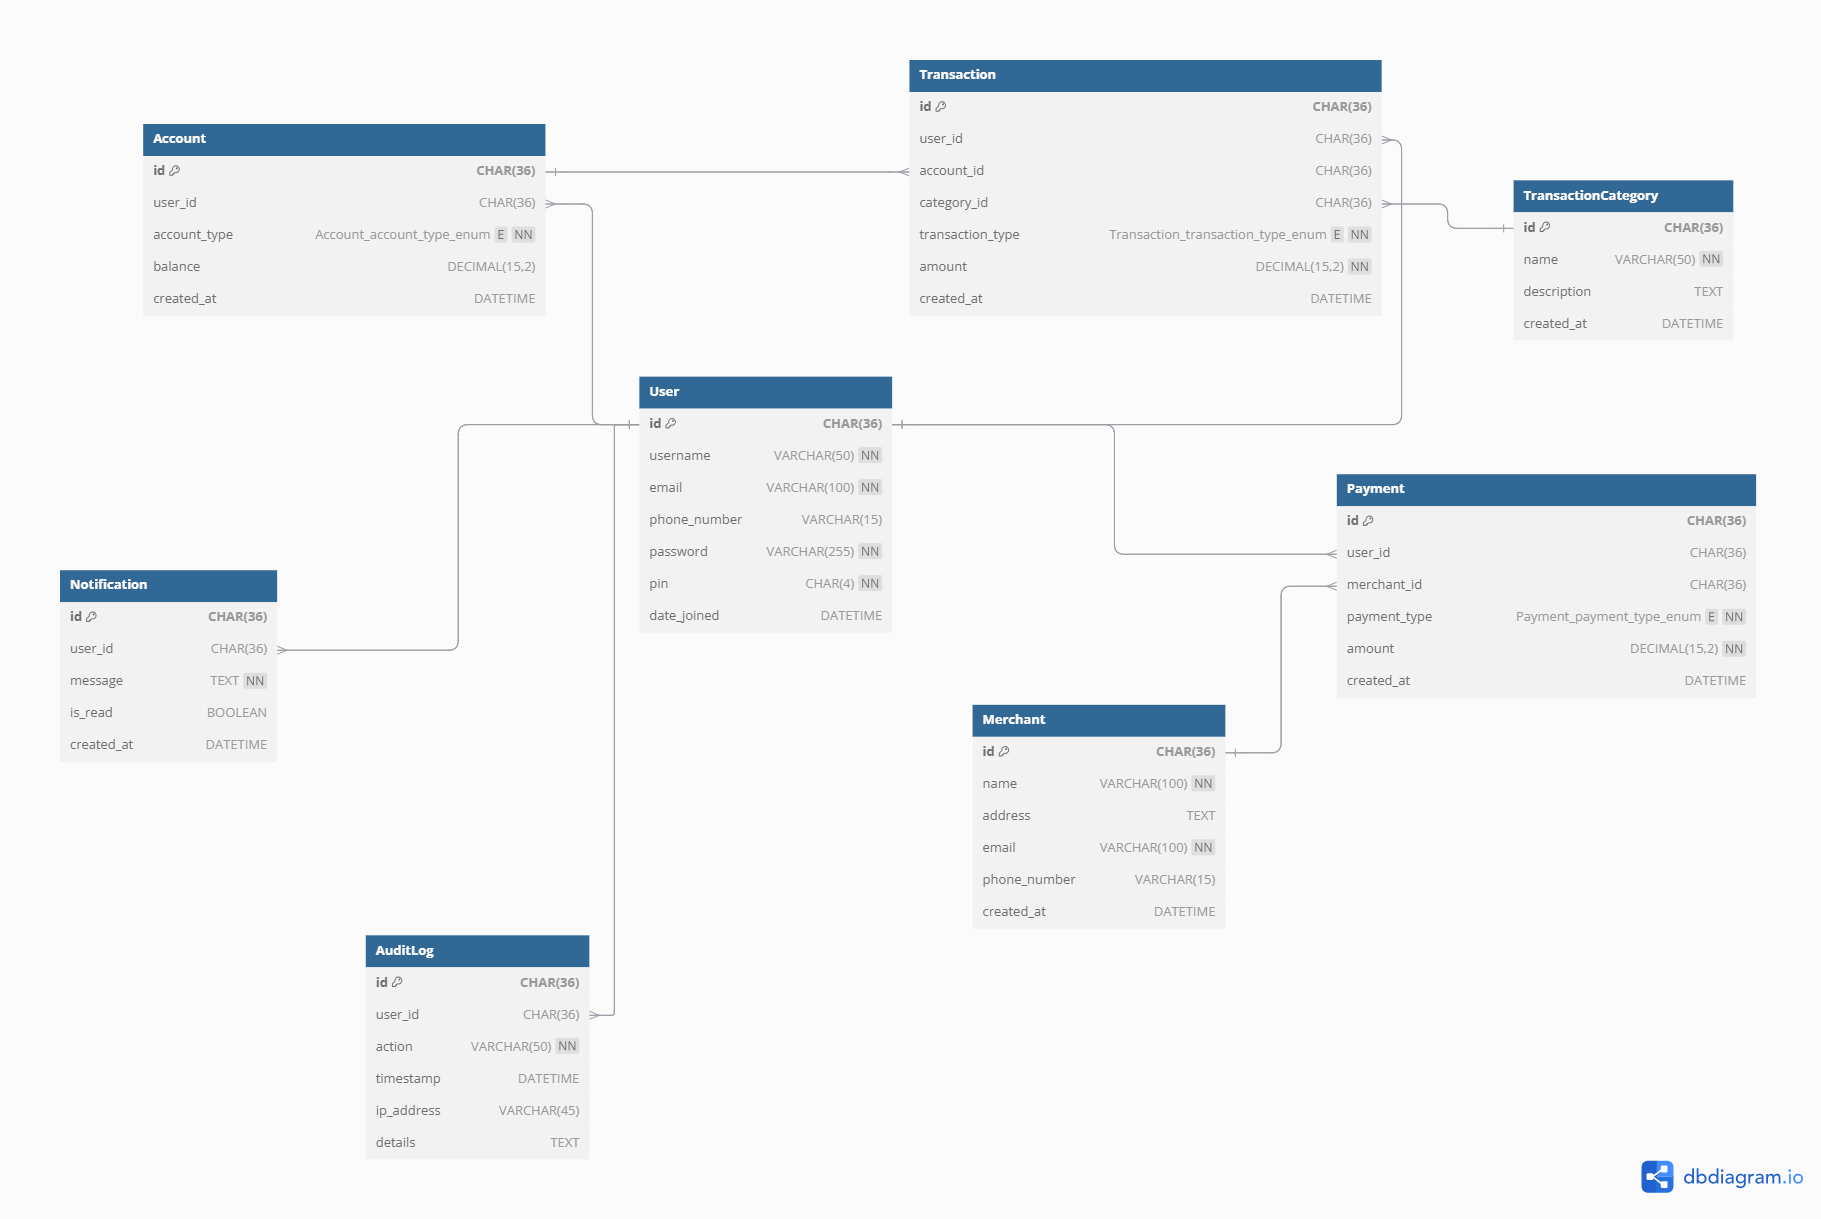 Transaction
id CHAR(36)
user_id CHAR(36)
account_id CHAR(36)
category_id CHAR(36)
transaction_type Transaction_transaction_type_enum E NN
amount DECIMAL(15,2) NN
created_at DATETIME
Account
id CHAR(36)
user_id CHAR(36)
account_type Account_account_type_enum E NN
balance DECIMAL(15,2)
created_at DATETIME
TransactionCategory
id CHAR(36)
name VARCHAR(50) NN
description TEXT
created_at DATETIME
User
id CHAR(36)
username VARCHAR(50) NN
email VARCHAR(100) NN
phone_number VARCHAR(15)
password VARCHAR(255) NN
pin CHAR(4) NN
date_joined DATETIME
Payment
id CHAR(36)
user_id CHAR(36)
merchant_id CHAR(36)
payment_type Payment_payment_type_enum E NN
amount DECIMAL(15,2) NN
created_at DATETIME
Notification
id CHAR(36)
user_id CHAR(36)
message TEXT NN
is_read BOOLEAN
created_at DATETIME
Merchant
id CHAR(36)
name VARCHAR(100) NN
address TEXT
email VARCHAR(100) NN
phone_number VARCHAR(15)
created_at DATETIME
AuditLog
id CHAR(36)
user_id CHAR(36)
action VARCHAR(50) NN
timestamp DATETIME
ip_address VARCHAR(45)
details TEXT
dbdiagram.io